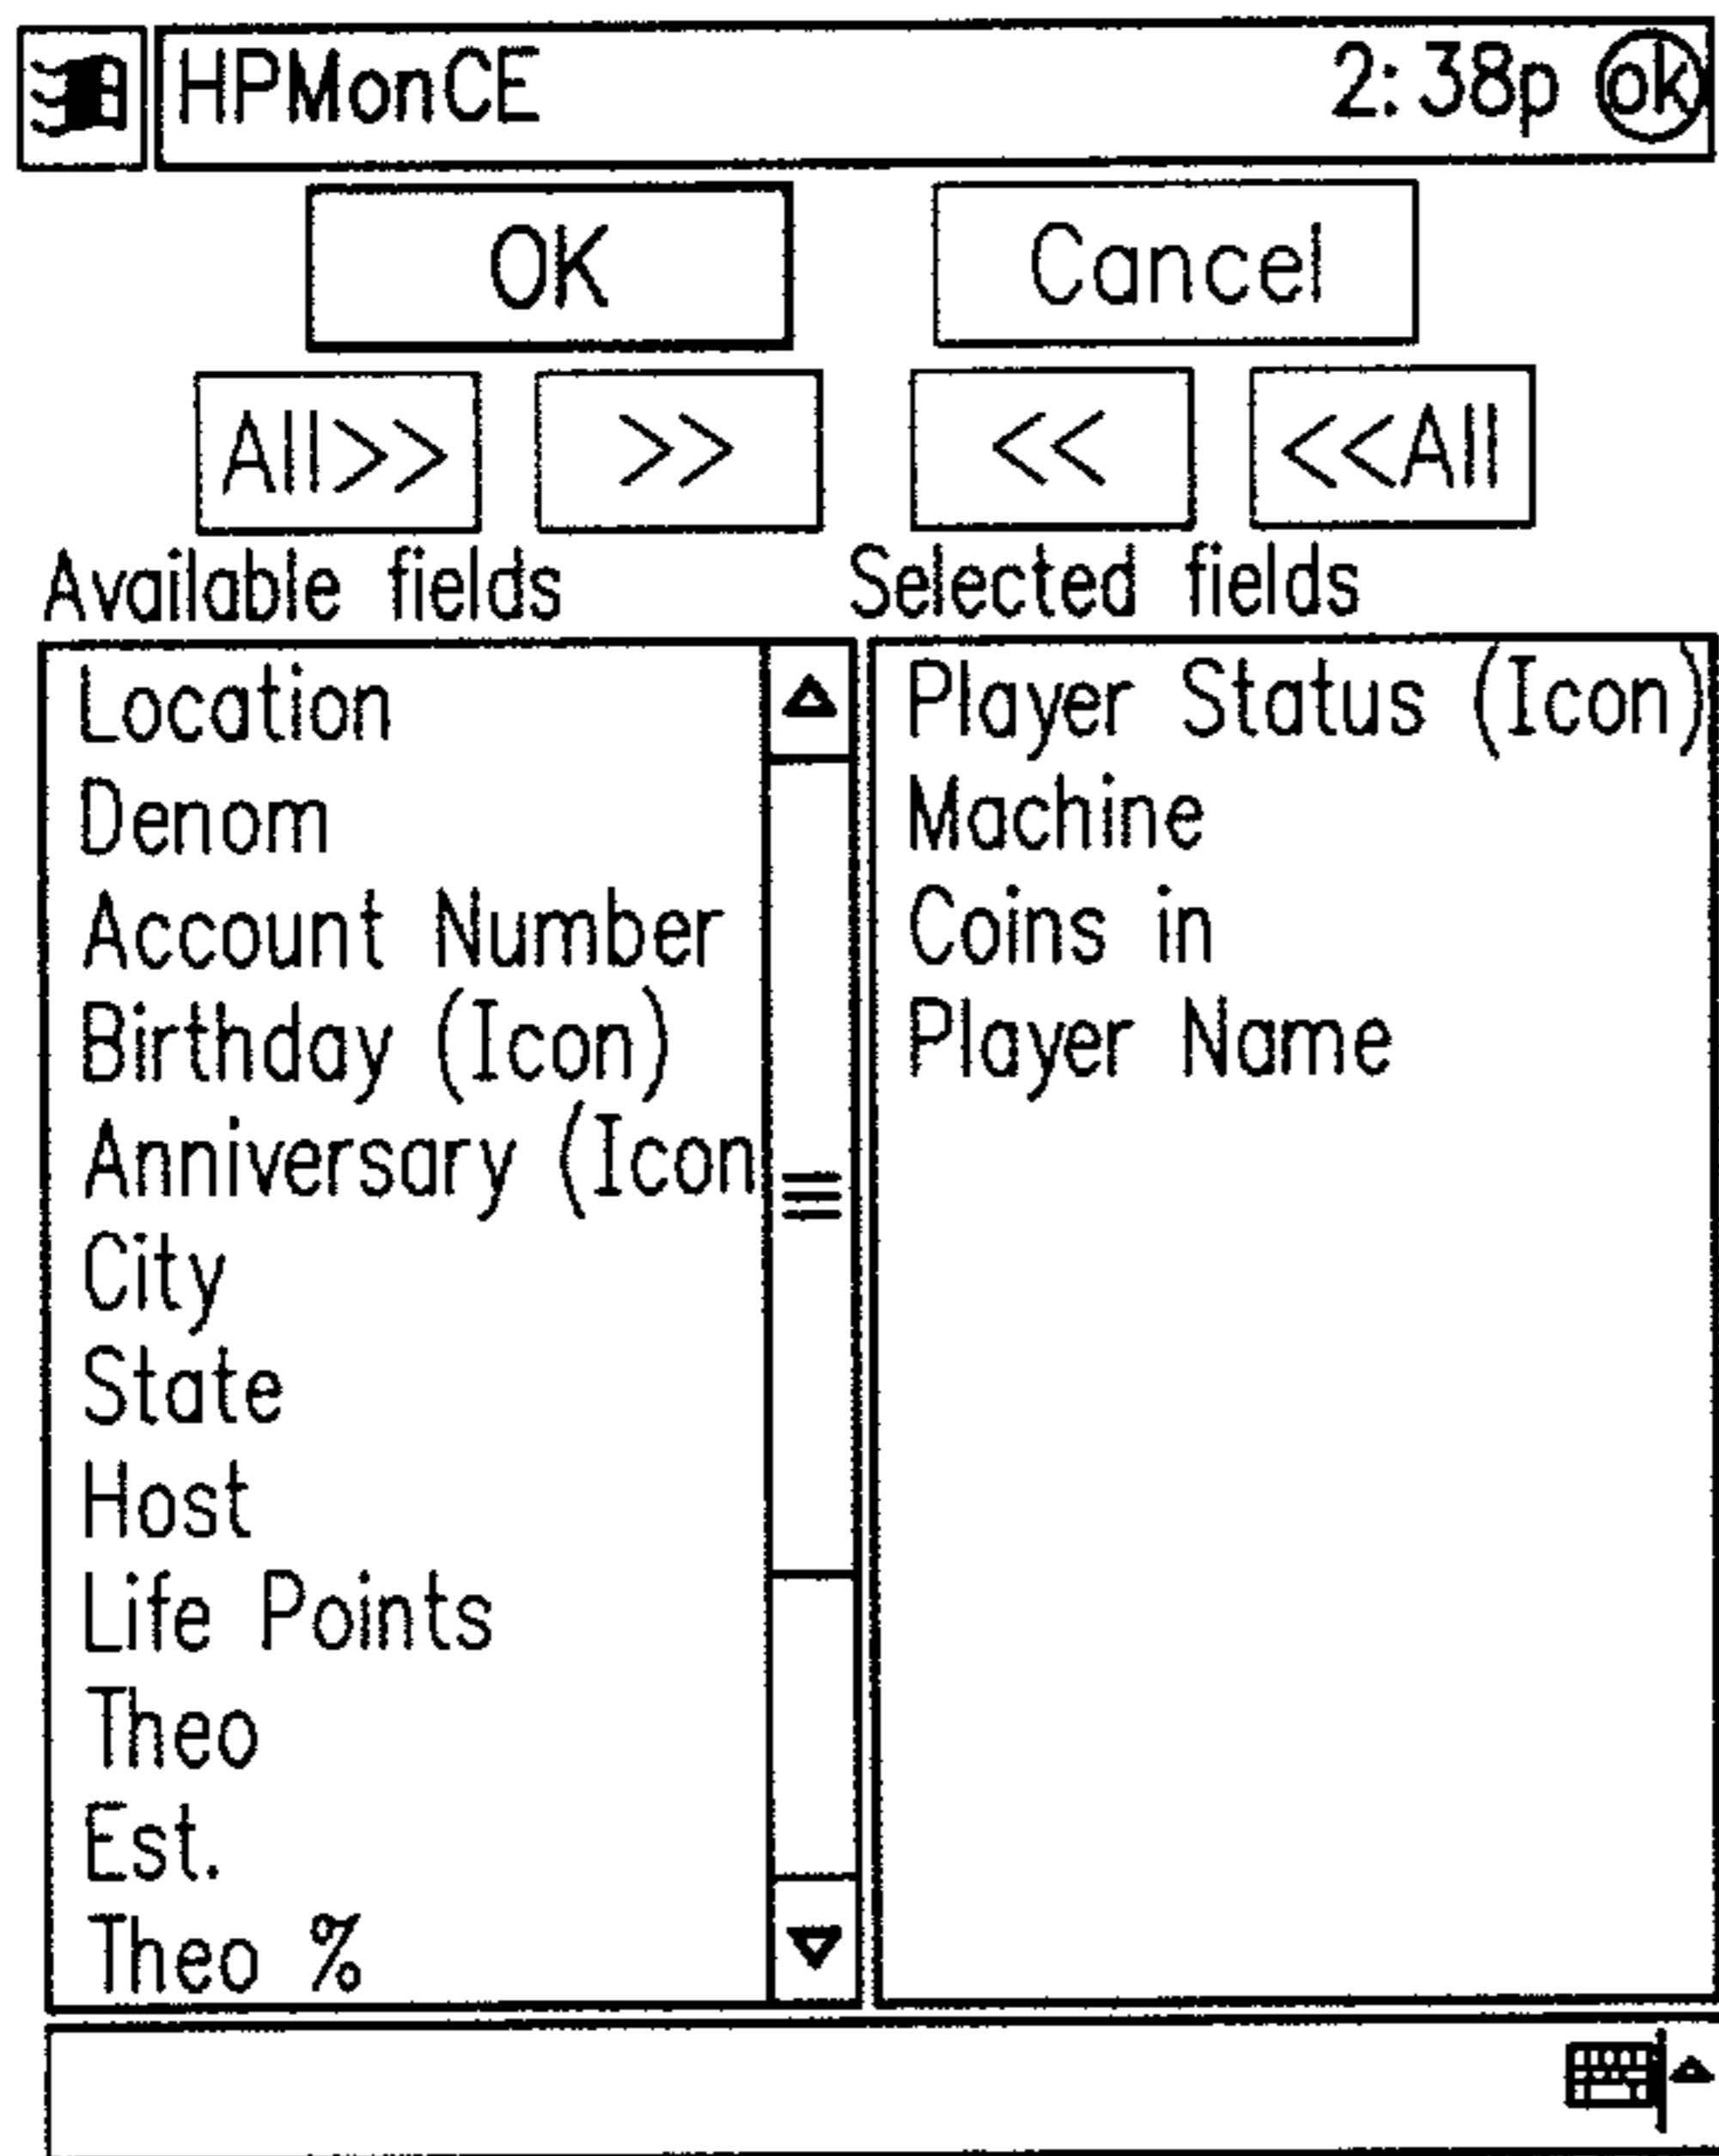 HPMonCE 2:38p ok
OK Cancel
All>> >> << <<All
Available fields Selected fields
Location
Denom
Account Number
Birthday (Icon)
Anniversary (Icon
City
State
Host
Life Points
Theo
Est.
Theo %
Player Status (Icon)
Machine
Coins in
Player Name